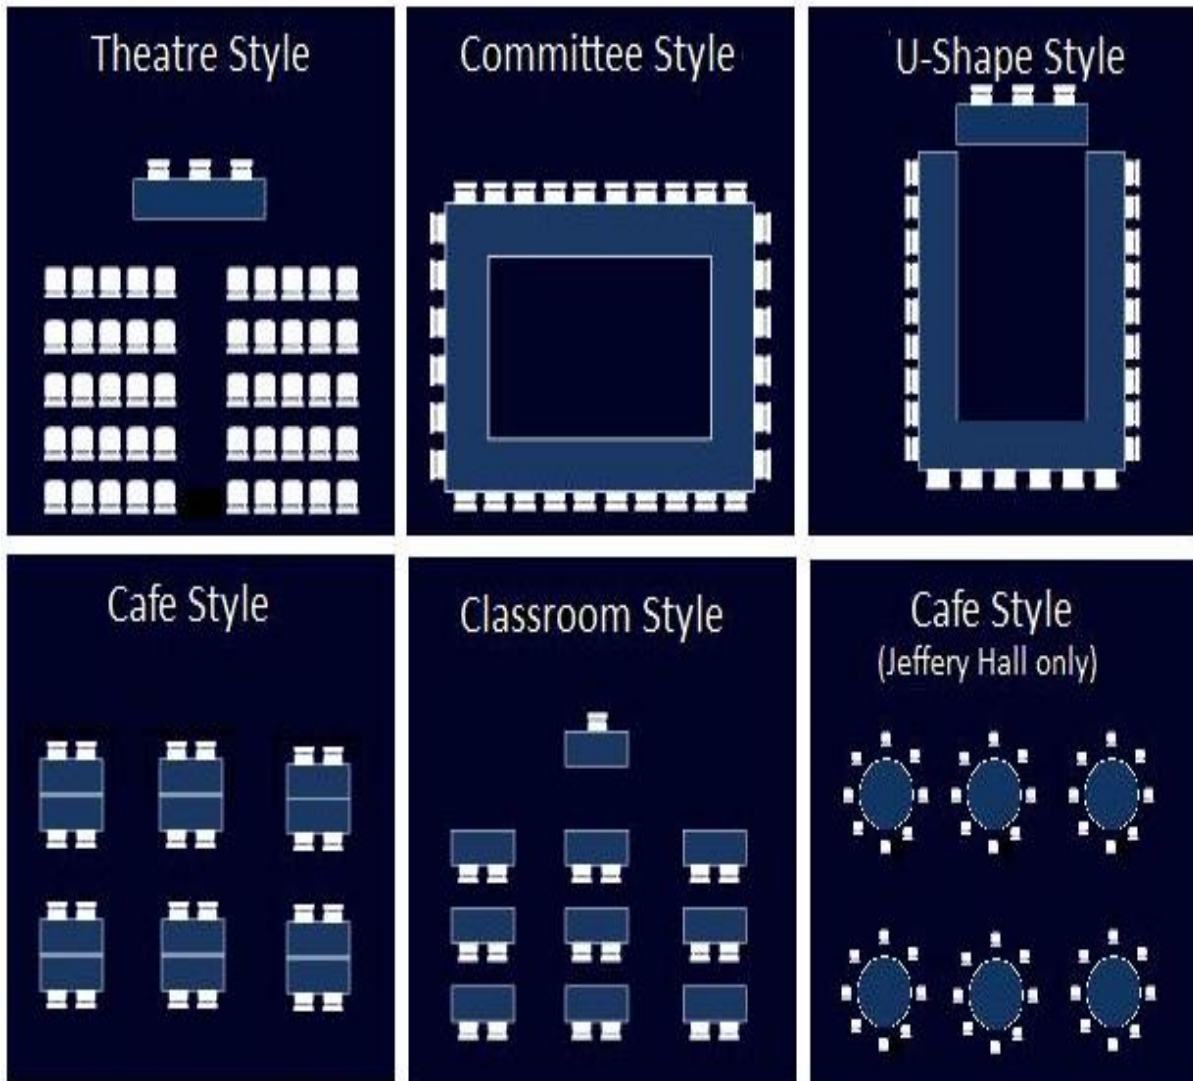 Theatre Style
Committee Style
U-Shape Style
Cafe Style
Classroom Style
Cafe Style
(Jeffery Hall only)